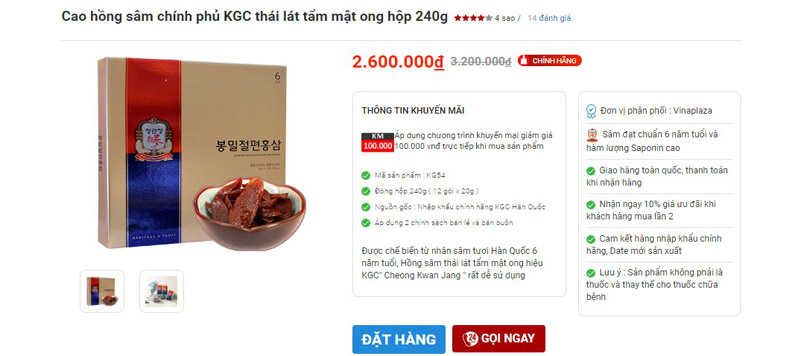 Cao hồng sâm chính phủ KGC thái lát tẩm mật ong hộp 240g 4 sao / 14 đánh giá
2.600.000₫ 3.200.000₫ CHÍNH HÃNG
6
정관장
봉밀절편홍삼
THÔNG TIN KHUYẾN MÃI
KM
100.000
Áp dụng chương trình khuyến mại giảm giá
100.000 vnđ trực tiếp khi mua sản phẩm
Mã sản phẩm : KG54
Đóng hộp 240g ( 12 gói x 20g )
Nguồn gốc : Nhập khẩu chính hãng KGC Hàn Quốc
Áp dụng 2 chính sách bán lẻ và bán buôn
Được chế biến từ nhân sâm tươi Hàn Quốc 6
năm tuổi, Hồng sâm thái lát tẩm mật ong hiệu
KGC" Cheong Kwan Jang " rất dễ sử dụng
Đơn vị phân phối : Vinaplaza
Sâm đạt chuẩn 6 năm tuổi và
hàm lượng Saponin cao
Giao hàng toàn quốc, thanh toán
khi nhận hàng
Nhận ngay 10% giá ưu đãi khi
khách hàng mua lần 2
Cam kết hàng nhập khẩu chính
hãng, Date mới sản xuất
Lưu ý : Sản phẩm không phải là
thuốc và thay thế cho thuốc chữa
bệnh
ĐẶT HÀNG
24 GỌI NGAY